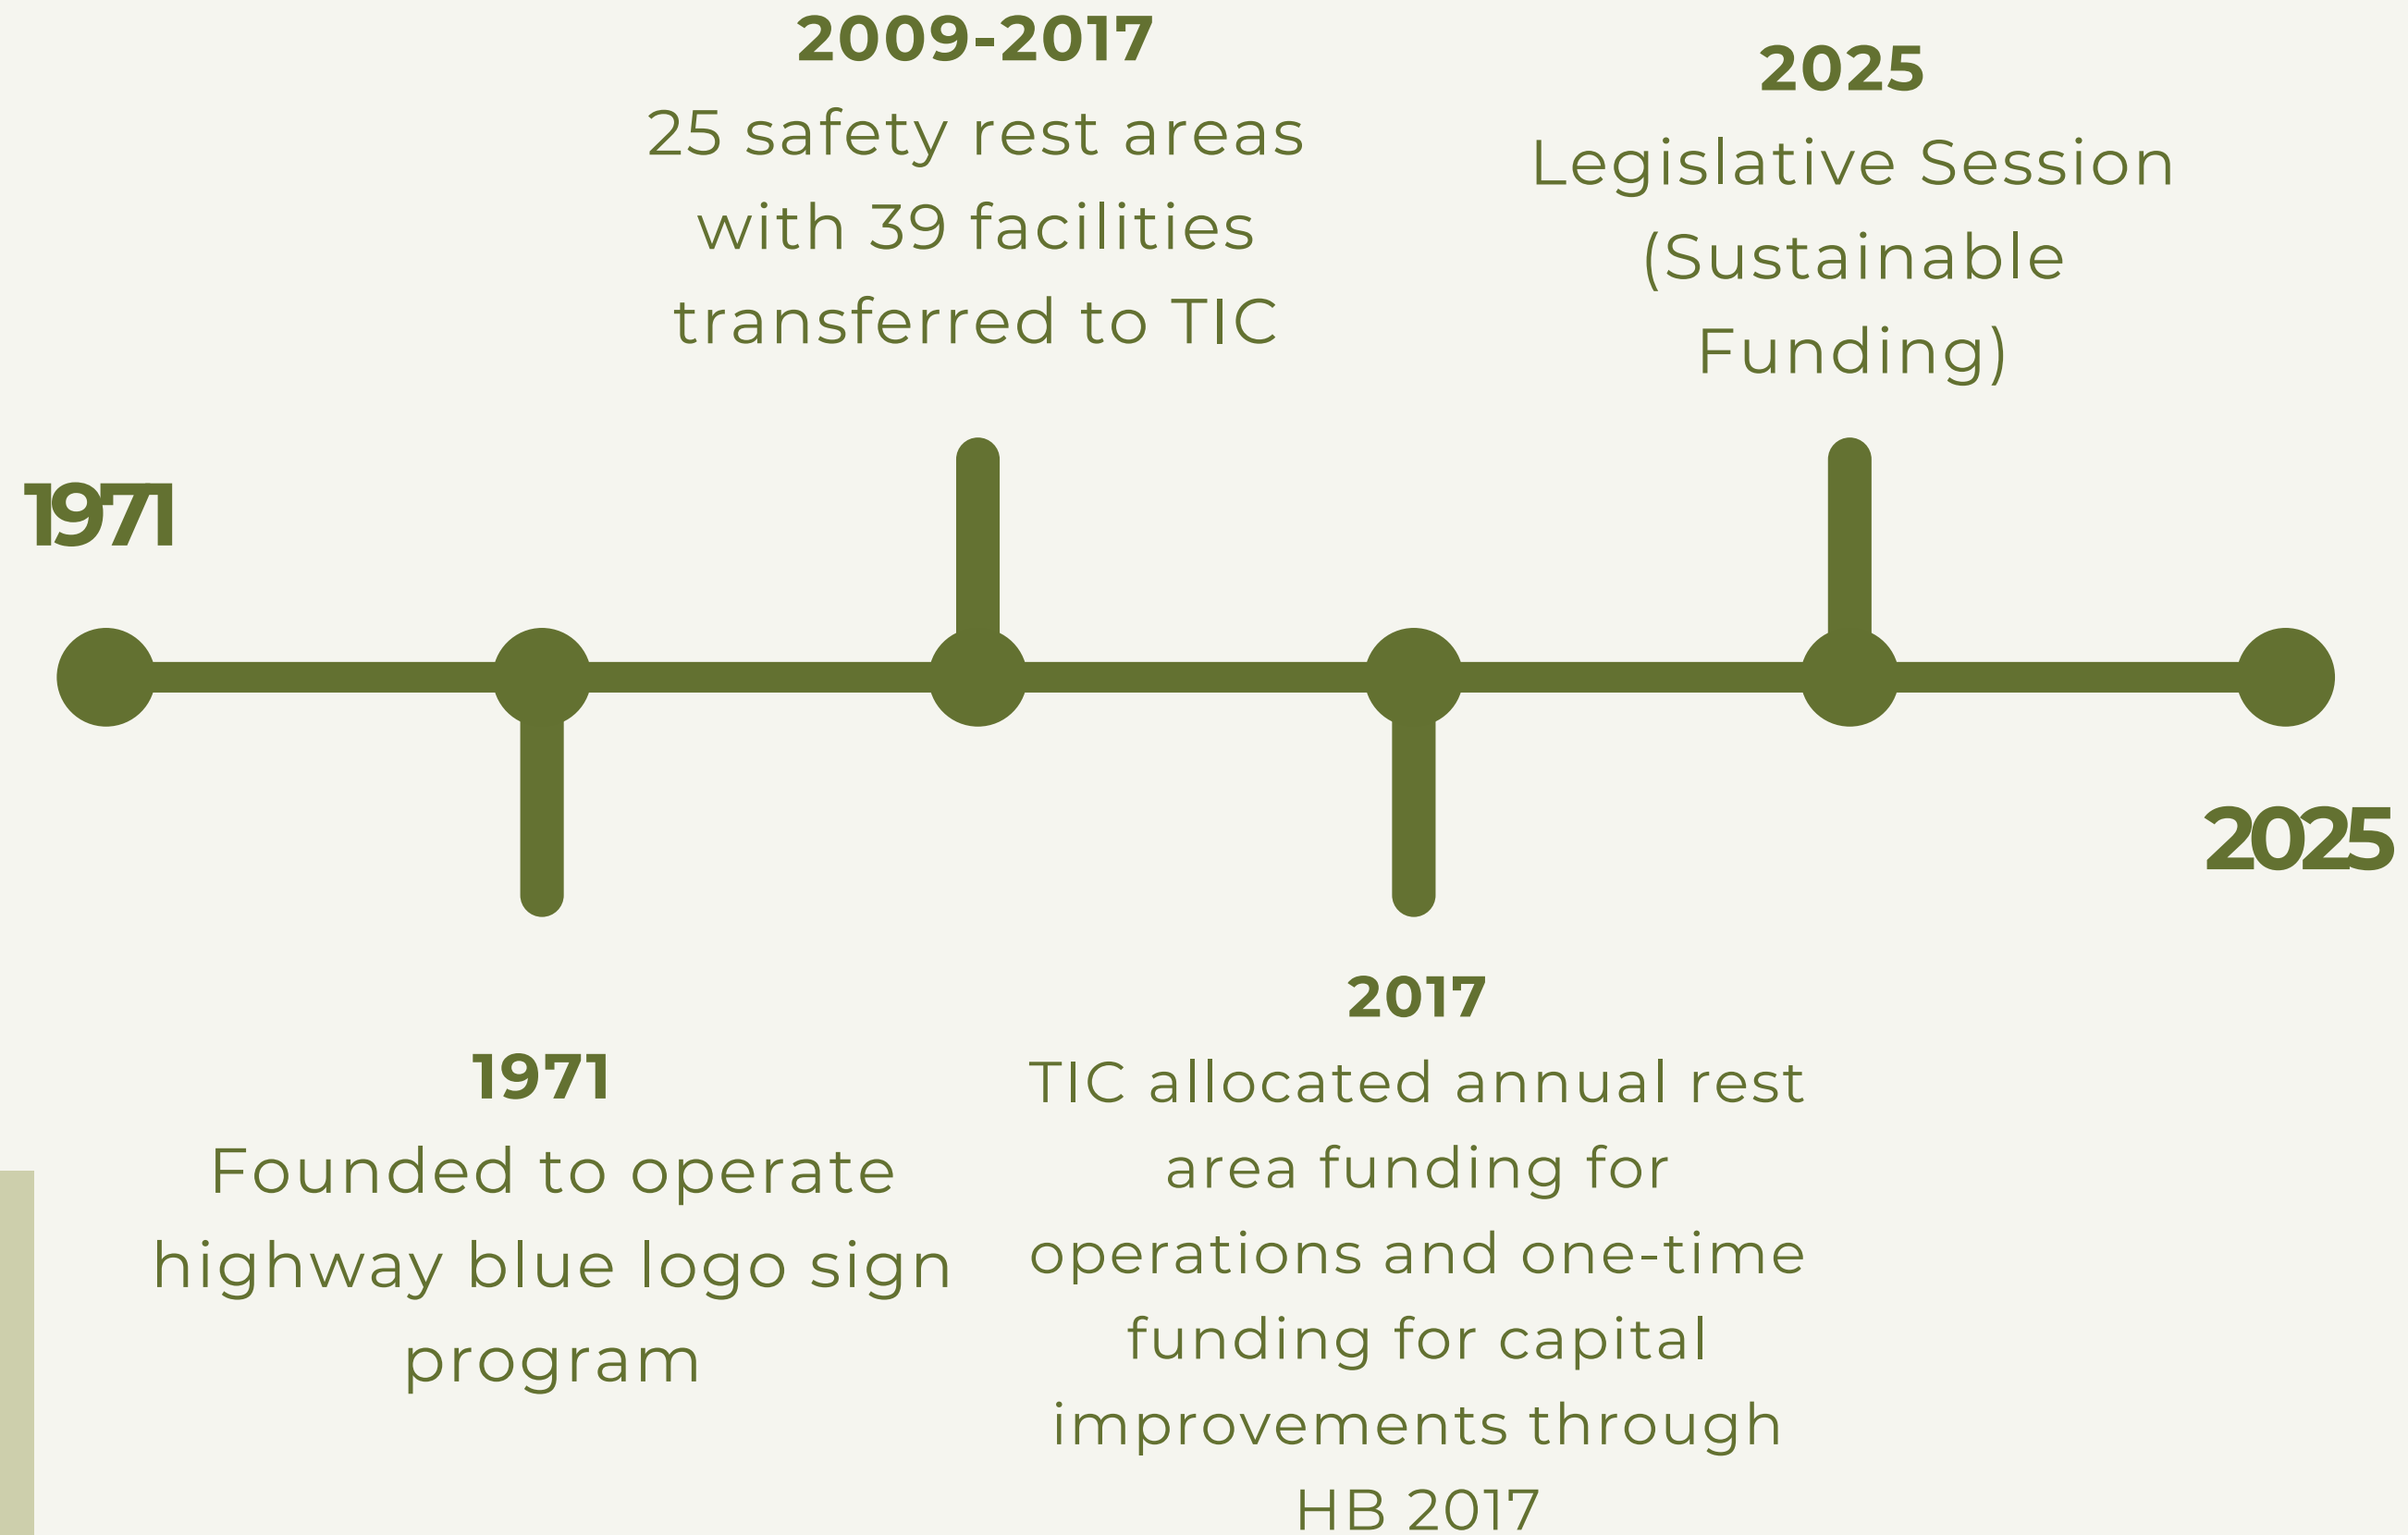 2009-2017
25 safety rest areas
with 39 facilities
transferred to TIC
2025
Legislative Session
(Sustainable
Funding)
1971
2025
1971
Founded to operate
highway blue logo sign
program
2017
TIC allocated annual rest
area funding for
operations and one-time
funding for capital
improvements through
HB 2017